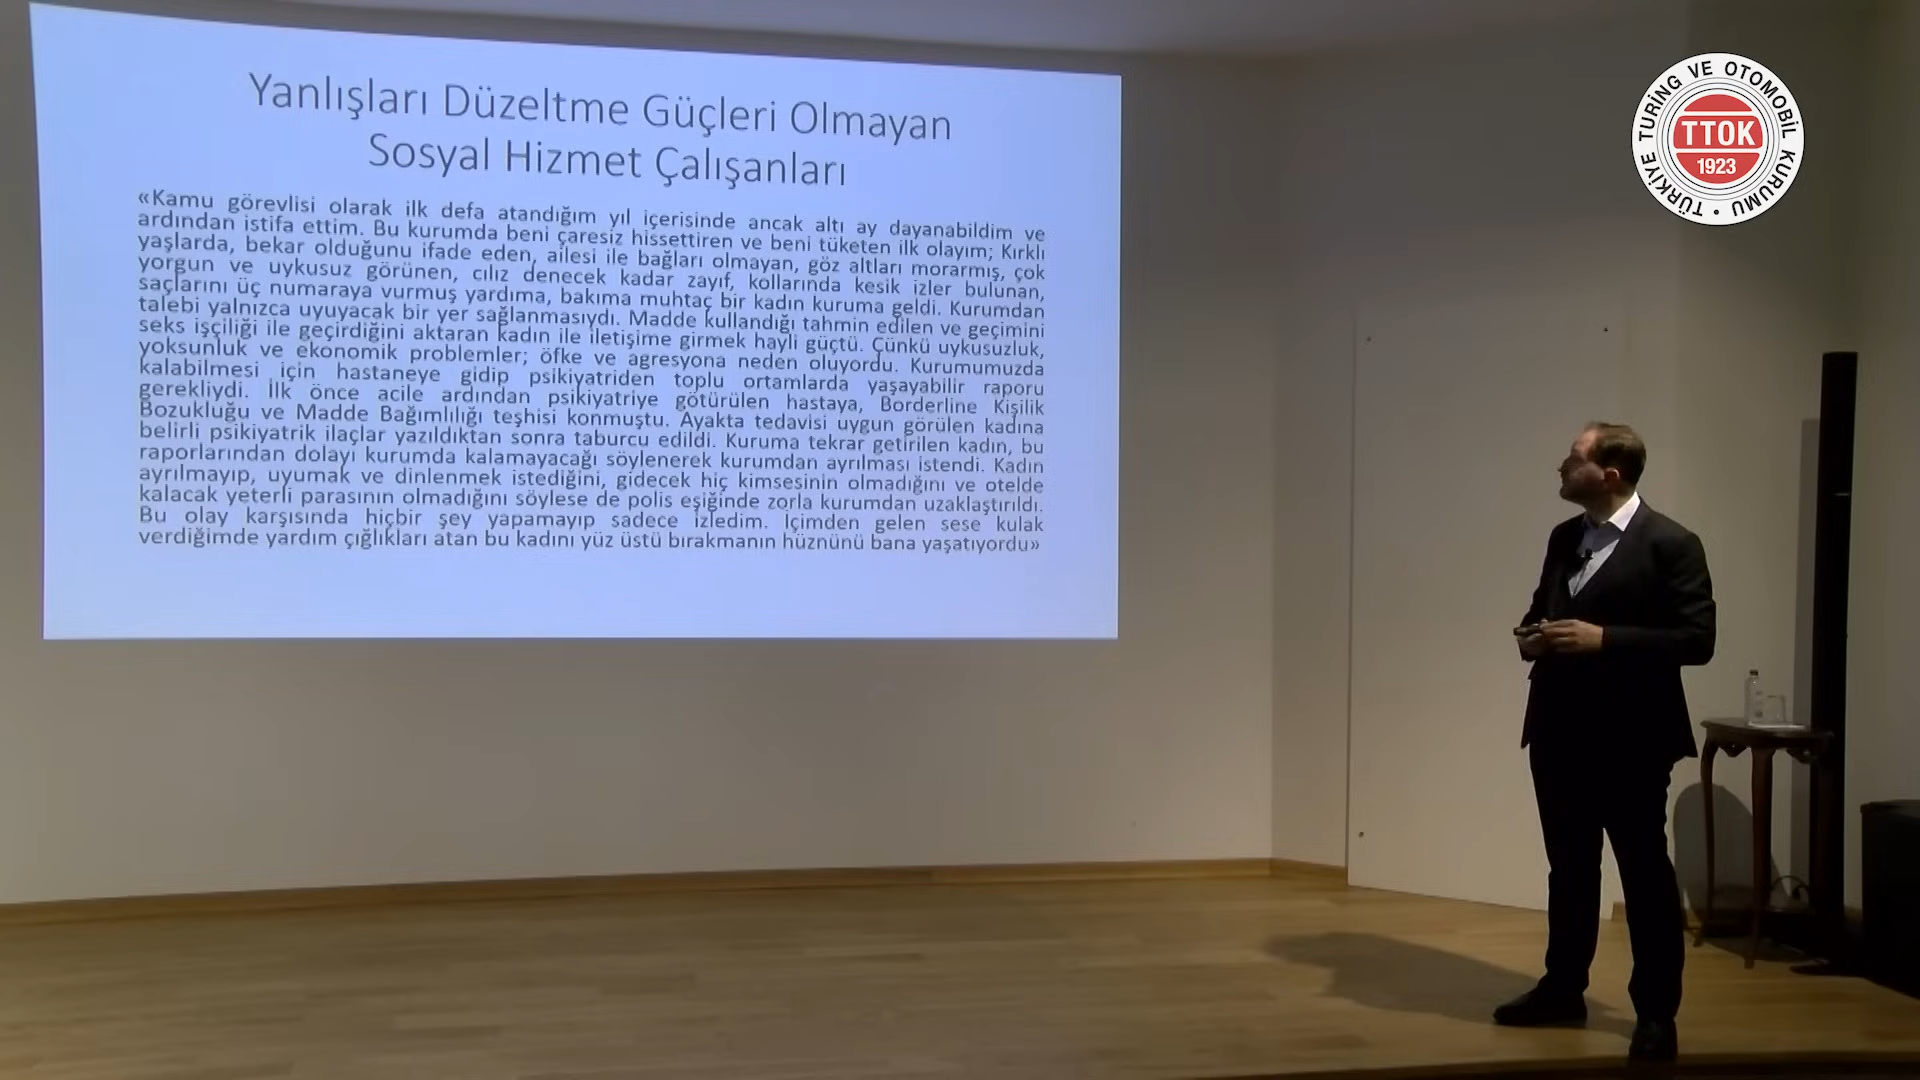 Yanlışları Düzeltme Güçleri Olmayan
Sosyal Hizmet Çalışanları
«Kamu görevlisi olarak ilk defa atandığım yıl içerisinde ancak altı ay dayanabildim ve
ardından istifa ettim. Bu kurumda beni çaresiz hissettiren ve beni tüketen ilk olayım; Kırklı
yaşlarda, bekar olduğunu ifade eden, ailesi ile bağları olmayan, göz altları morarmış, çok
yorgun ve uykusuz görünen, cılız denecek kadar zayıf, kollarında kesik izler bulunan,
saçlarını üç numaraya vurmuş yardıma, bakıma muhtaç bir kadın kuruma geldi. Kurumdan
talebi yalnızca uyuyacak bir yer sağlanmasıydı. Madde kullandığı tahmin edilen ve geçimini
seks işçiliği ile geçirdiğini aktaran kadın ile iletişime girmek hayli güçtü. Çünkü uykusuzluk,
yoksunluk ve ekonomik problemler; öfke ve agresyona neden oluyordu. Kurumumuzda
kalabilmesi için hastaneye gidip psikiyatriden toplu ortamlarda yaşayabilir raporu
gerekliydi. İlk önce acile ardından psikiyatriye götürülen hastaya, Borderline Kişilik
Bozukluğu ve Madde Bağımlılığı teşhisi konmuştu. Ayakta tedavisi uygun görülen kadına
belirli psikiyatrik ilaçlar yazıldıktan sonra taburcu edildi. Kuruma tekrar getirilen kadın, bu
raporlarından dolayı kurumda kalamayacağı söylenerek kurumdan ayrılması istendi. Kadın
ayrılmayıp, uyumak ve dinlenmek istediğini, gidecek hiç kimsesinin olmadığını ve otelde
kalacak yeterli parasının olmadığını söylese de polis eşiğinde zorla kurumdan uzaklaştırıldı.
Bu olay karşısında hiçbir şey yapamayıp sadece izledim. İçimden gelen sese kulak
verdiğimde yardım çığlıkları atan bu kadını yüz üstü bırakmanın hüznünü bana yaşatıyordu»
TÜRKİYE TURİNG VE OTOMOBİL KURUMU •
TTOK
1923